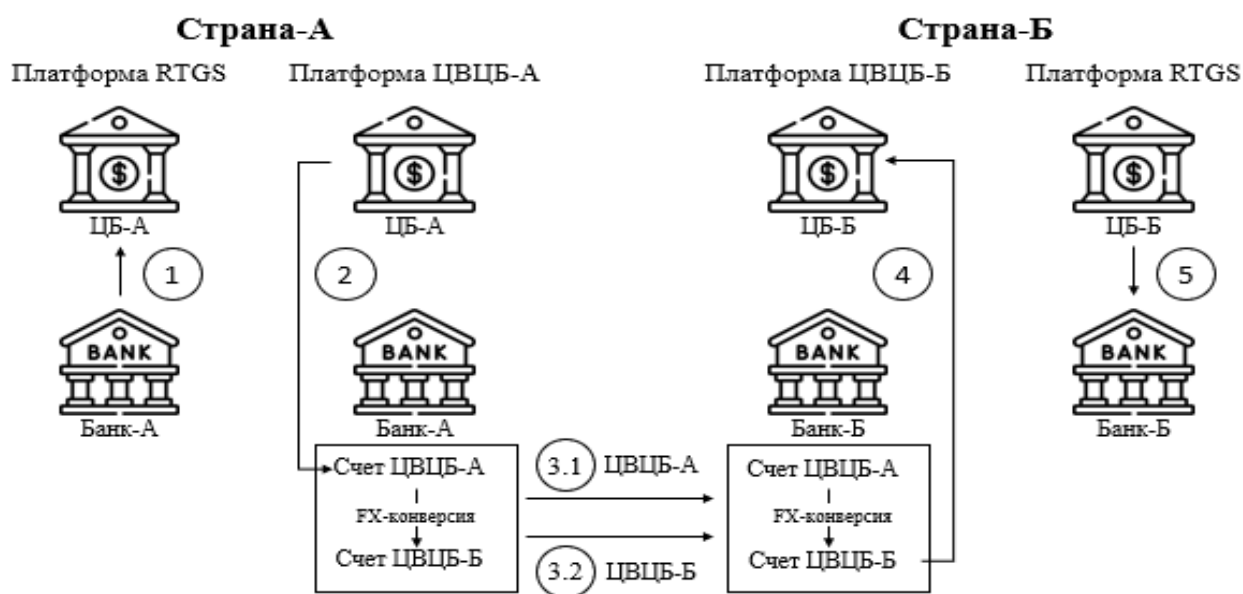 Страна-А
Страна-Б
Платформа RTGS
Платформа ЦВЦБ-А
Платформа ЦВЦБ-Б
Платформа RTGS
$
$
$
$
ЦБ-А
ЦБ-А
ЦБ-Б
ЦБ-Б
1
2
4
5
BANK
BANK
BANK
BANK
Банк-А
Банк-А
Банк-Б
Банк-Б
Счет ЦВЦБ-А
FX-конверсия
Счет ЦВЦБ-Б
3.1 ЦВЦБ-А
3.2 ЦВЦБ-Б
Счет ЦВЦБ-А
FX-конверсия
Счет ЦВЦБ-Б